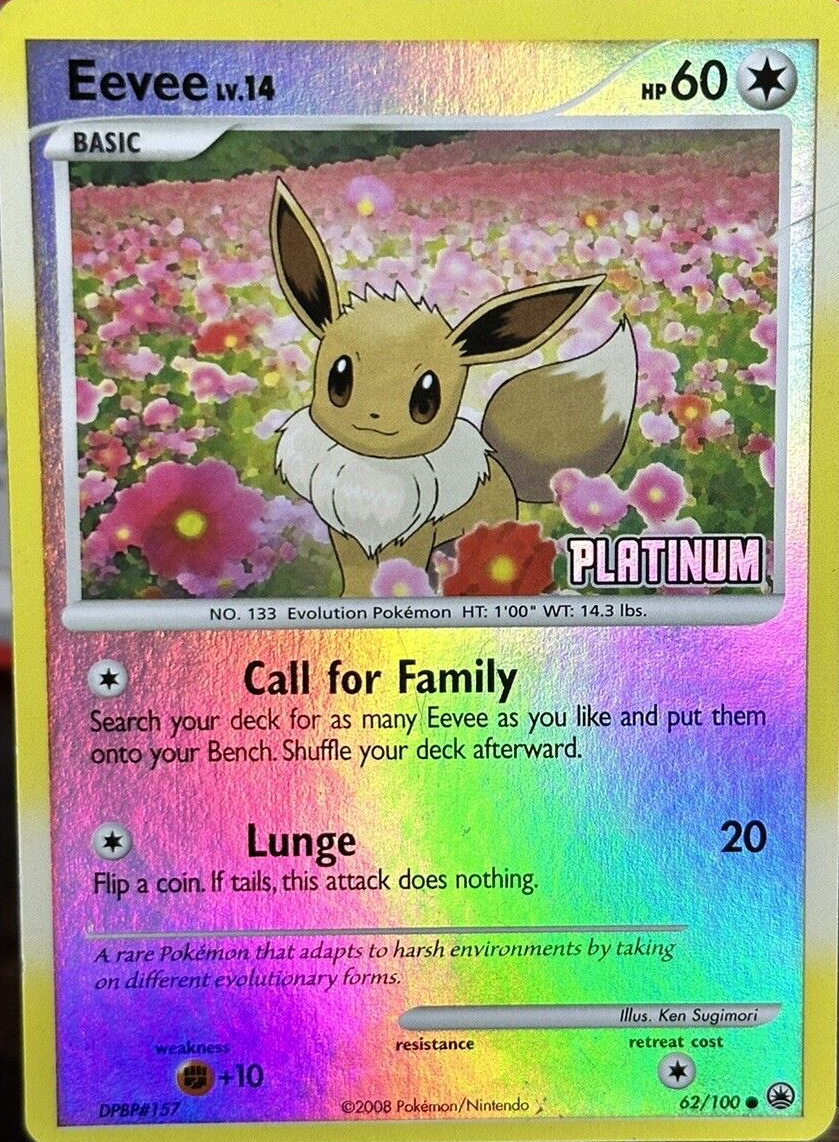 Eevee LV.14 HP 60
BASIC
PLATINUM
NO. 133 Evolution Pokémon HT: 1'00" WT: 14.3 lbs.
Call for Family
Search your deck for as many Eevee as you like and put them
onto your Bench. Shuffle your deck afterward.
Lunge 20
Flip a coin. If tails, this attack does nothing.
A rare Pokémon that adapts to harsh environments by taking
on different evolutionary forms.
Illus. Ken Sugimori
weakness resistance retreat cost
+10
DPBP#157 ©2008 Pokémon/Nintendo 62/100